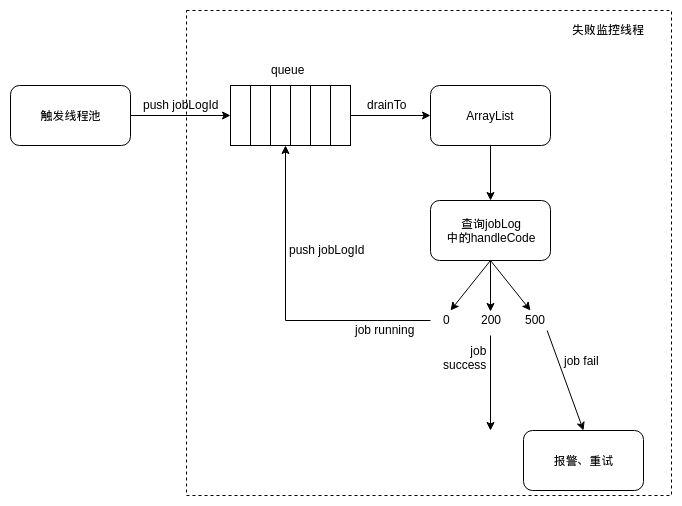 失败监控线程
queue
触发线程池
push jobLogId
drainTo
ArrayList
查询jobLog
中的handleCode
push jobLogId
0
200
500
job running
job
success
job fail
报警、重试